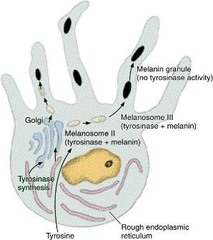 Melanin granule
(no tyrosinase activity)
Golgi
Melanosome III
(tyrosinase + melanin)
Melanosome II
(tyrosinase + melanin)
Tyrosinase
synthesis
Rough endoplasmic
reticulum
Tyrosine